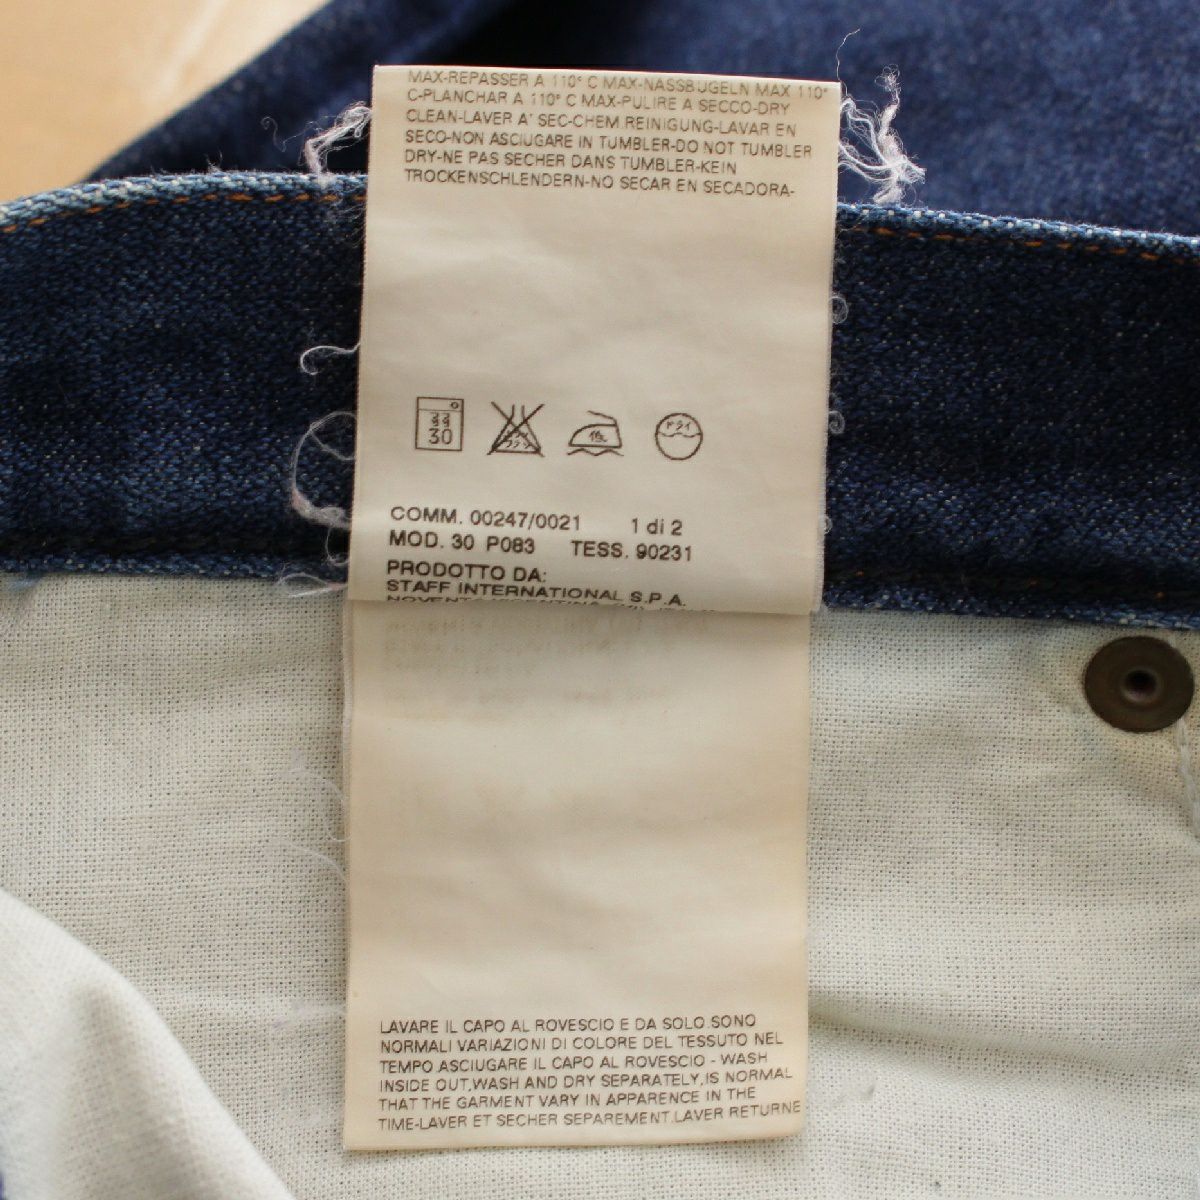 MAX-REPASSER A 110° C MAX-NASSBUGELN MAX 110°
C-PLANCHAR A 110° C MAX-PULIRE A SECCO-DRY
CLEAN-LAVER A' SEC-CHEM.REINIGUNG-LAVAR EN
SECO-NON ASCIUGARE IN TUMBLER-DO NOT TUMBLER
DRY-NE PAS SECHER DANS TUMBLER-KEIN
TROCKENSCHLENDERN-NO SECAR EN SECADORA-
30
低
ドライ
COMM. 00247/0021 1 di 2
MOD. 30 P083 TESS. 90231
PRODOTTO DA:
STAFF INTERNATIONAL S.P.A.
LAVARE IL CAPO AL ROVESCIO E DA SOLO.SONO
NORMALI VARIAZIONI DI COLORE DEL TESSUTO NEL
TEMPO ASCIUGARE IL CAPO AL ROVESCIO - WASH
INSIDE OUT,WASH AND DRY SEPARATELY,IS NORMAL
THAT THE GARMENT VARY IN APPARENCE IN THE
TIME-LAVER ET SECHER SEPAREMENT.LAVER RETURNE